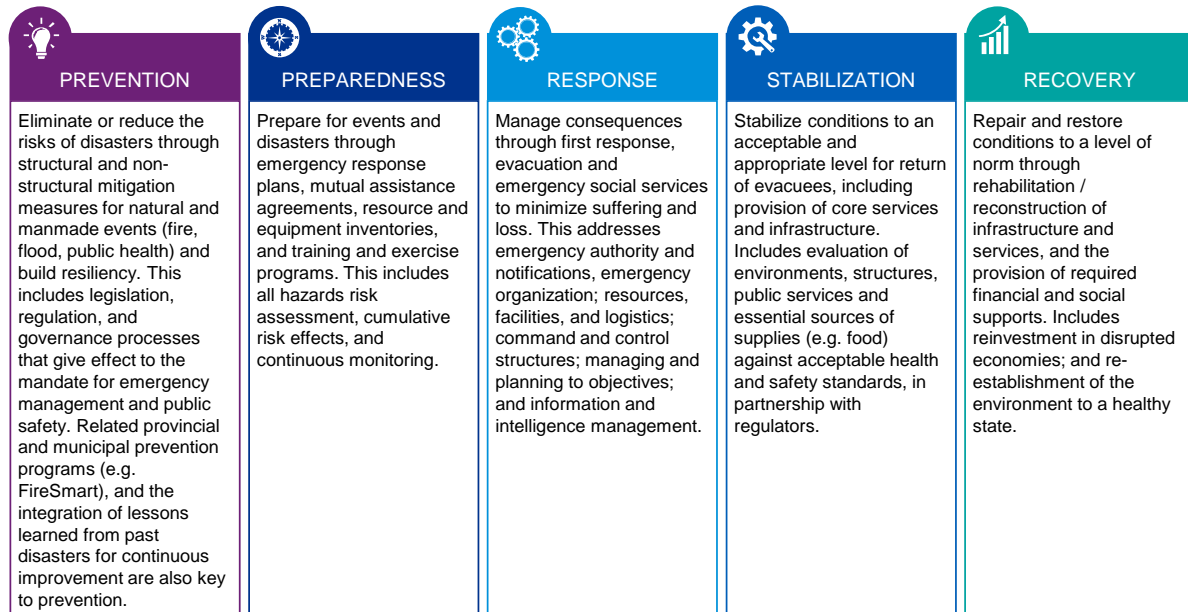 PREVENTION
Eliminate or reduce the
risks of disasters through
structural and non-
structural mitigation
measures for natural and
manmade events (fire,
flood, public health) and
build resiliency. This
includes legislation,
regulation, and
governance processes
that give effect to the
mandate for emergency
management and public
safety. Related provincial
and municipal prevention
programs (e.g.
FireSmart), and the
integration of lessons
learned from past
disasters for continuous
improvement are also key
to prevention.
PREPAREDNESS
Prepare for events and
disasters through
emergency response
plans, mutual assistance
agreements, resource and
equipment inventories,
and training and exercise
programs. This includes
all hazards risk
assessment, cumulative
risk effects, and
continuous monitoring.
RESPONSE
Manage consequences
through first response,
evacuation and
emergency social services
to minimize suffering and
loss. This addresses
emergency authority and
notifications, emergency
organization; resources,
facilities, and logistics;
command and control
structures; managing and
planning to objectives;
and information and
intelligence management.
STABILIZATION
Stabilize conditions to an
acceptable and
appropriate level for return
of evacuees, including
provision of core services
and infrastructure.
Includes evaluation of
environments, structures,
public services and
essential sources of
supplies (e.g. food)
against acceptable health
and safety standards, in
partnership with
regulators.
RECOVERY
Repair and restore
conditions to a level of
norm through
rehabilitation /
reconstruction of
infrastructure and
services, and the
provision of required
financial and social
supports. Includes
reinvestment in disrupted
economies; and re-
establishment of the
environment to a healthy
state.